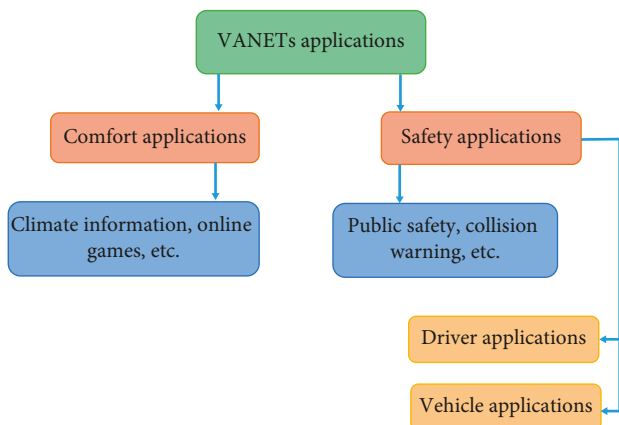 VANETs applications
Comfort applications
Safety applications
Climate information, online
games, etc.
Public safety, collision
warning, etc.
Driver applications
Vehicle applications